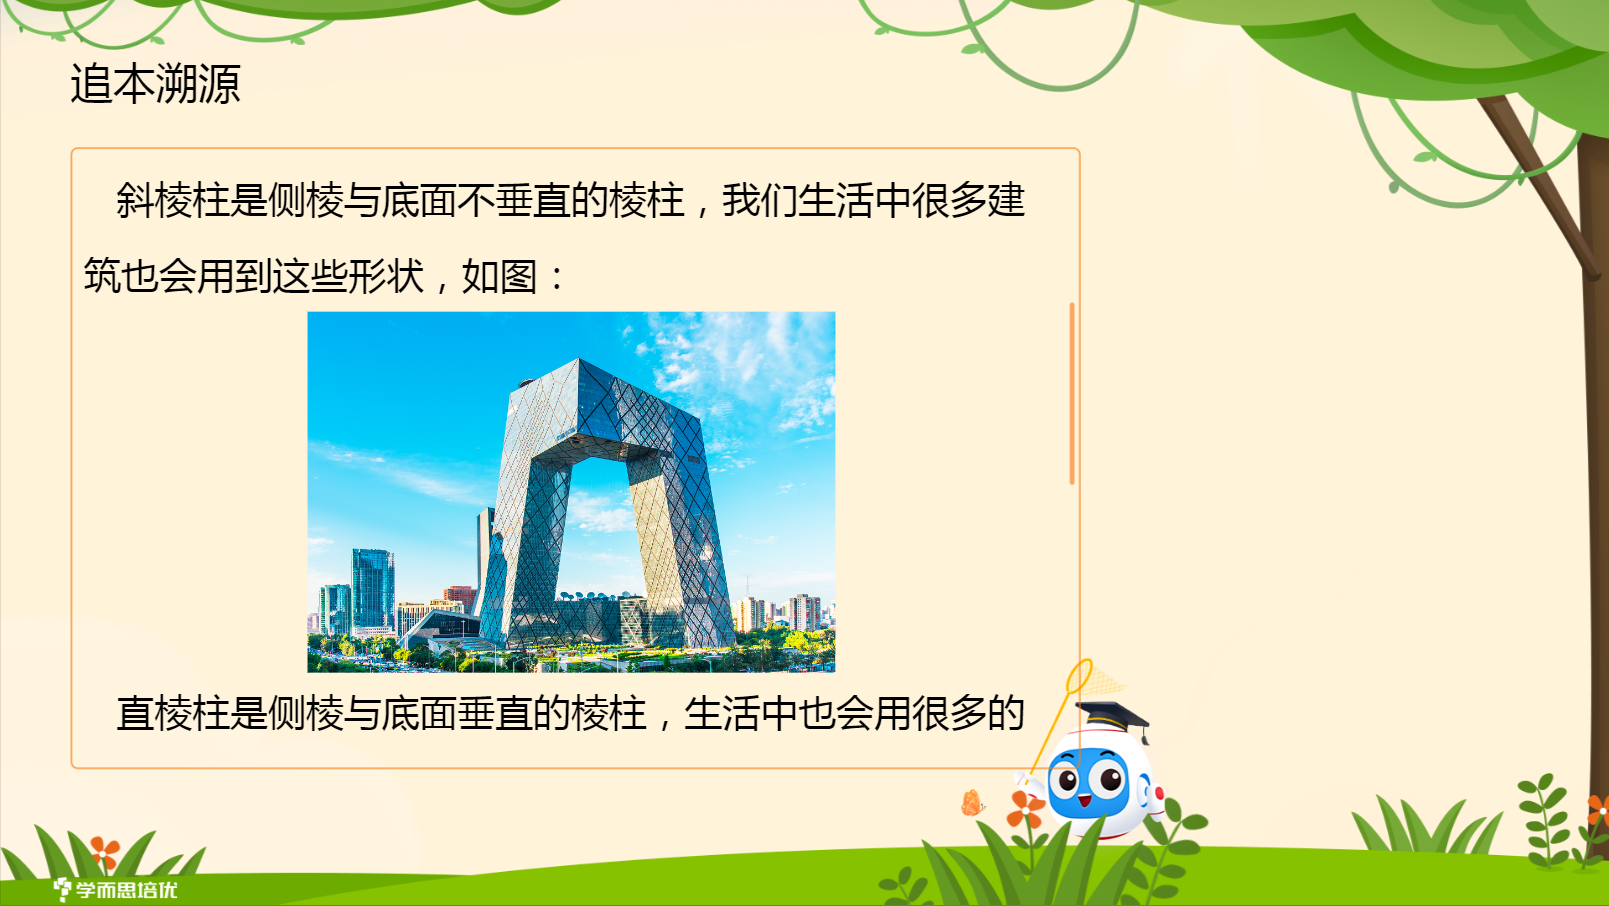 追本溯源
斜棱柱是侧棱与底面不垂直的棱柱，我们生活中很多建
筑也会用到这些形状，如图：
直棱柱是侧棱与底面垂直的棱柱，生活中也会用很多的
学而思培优